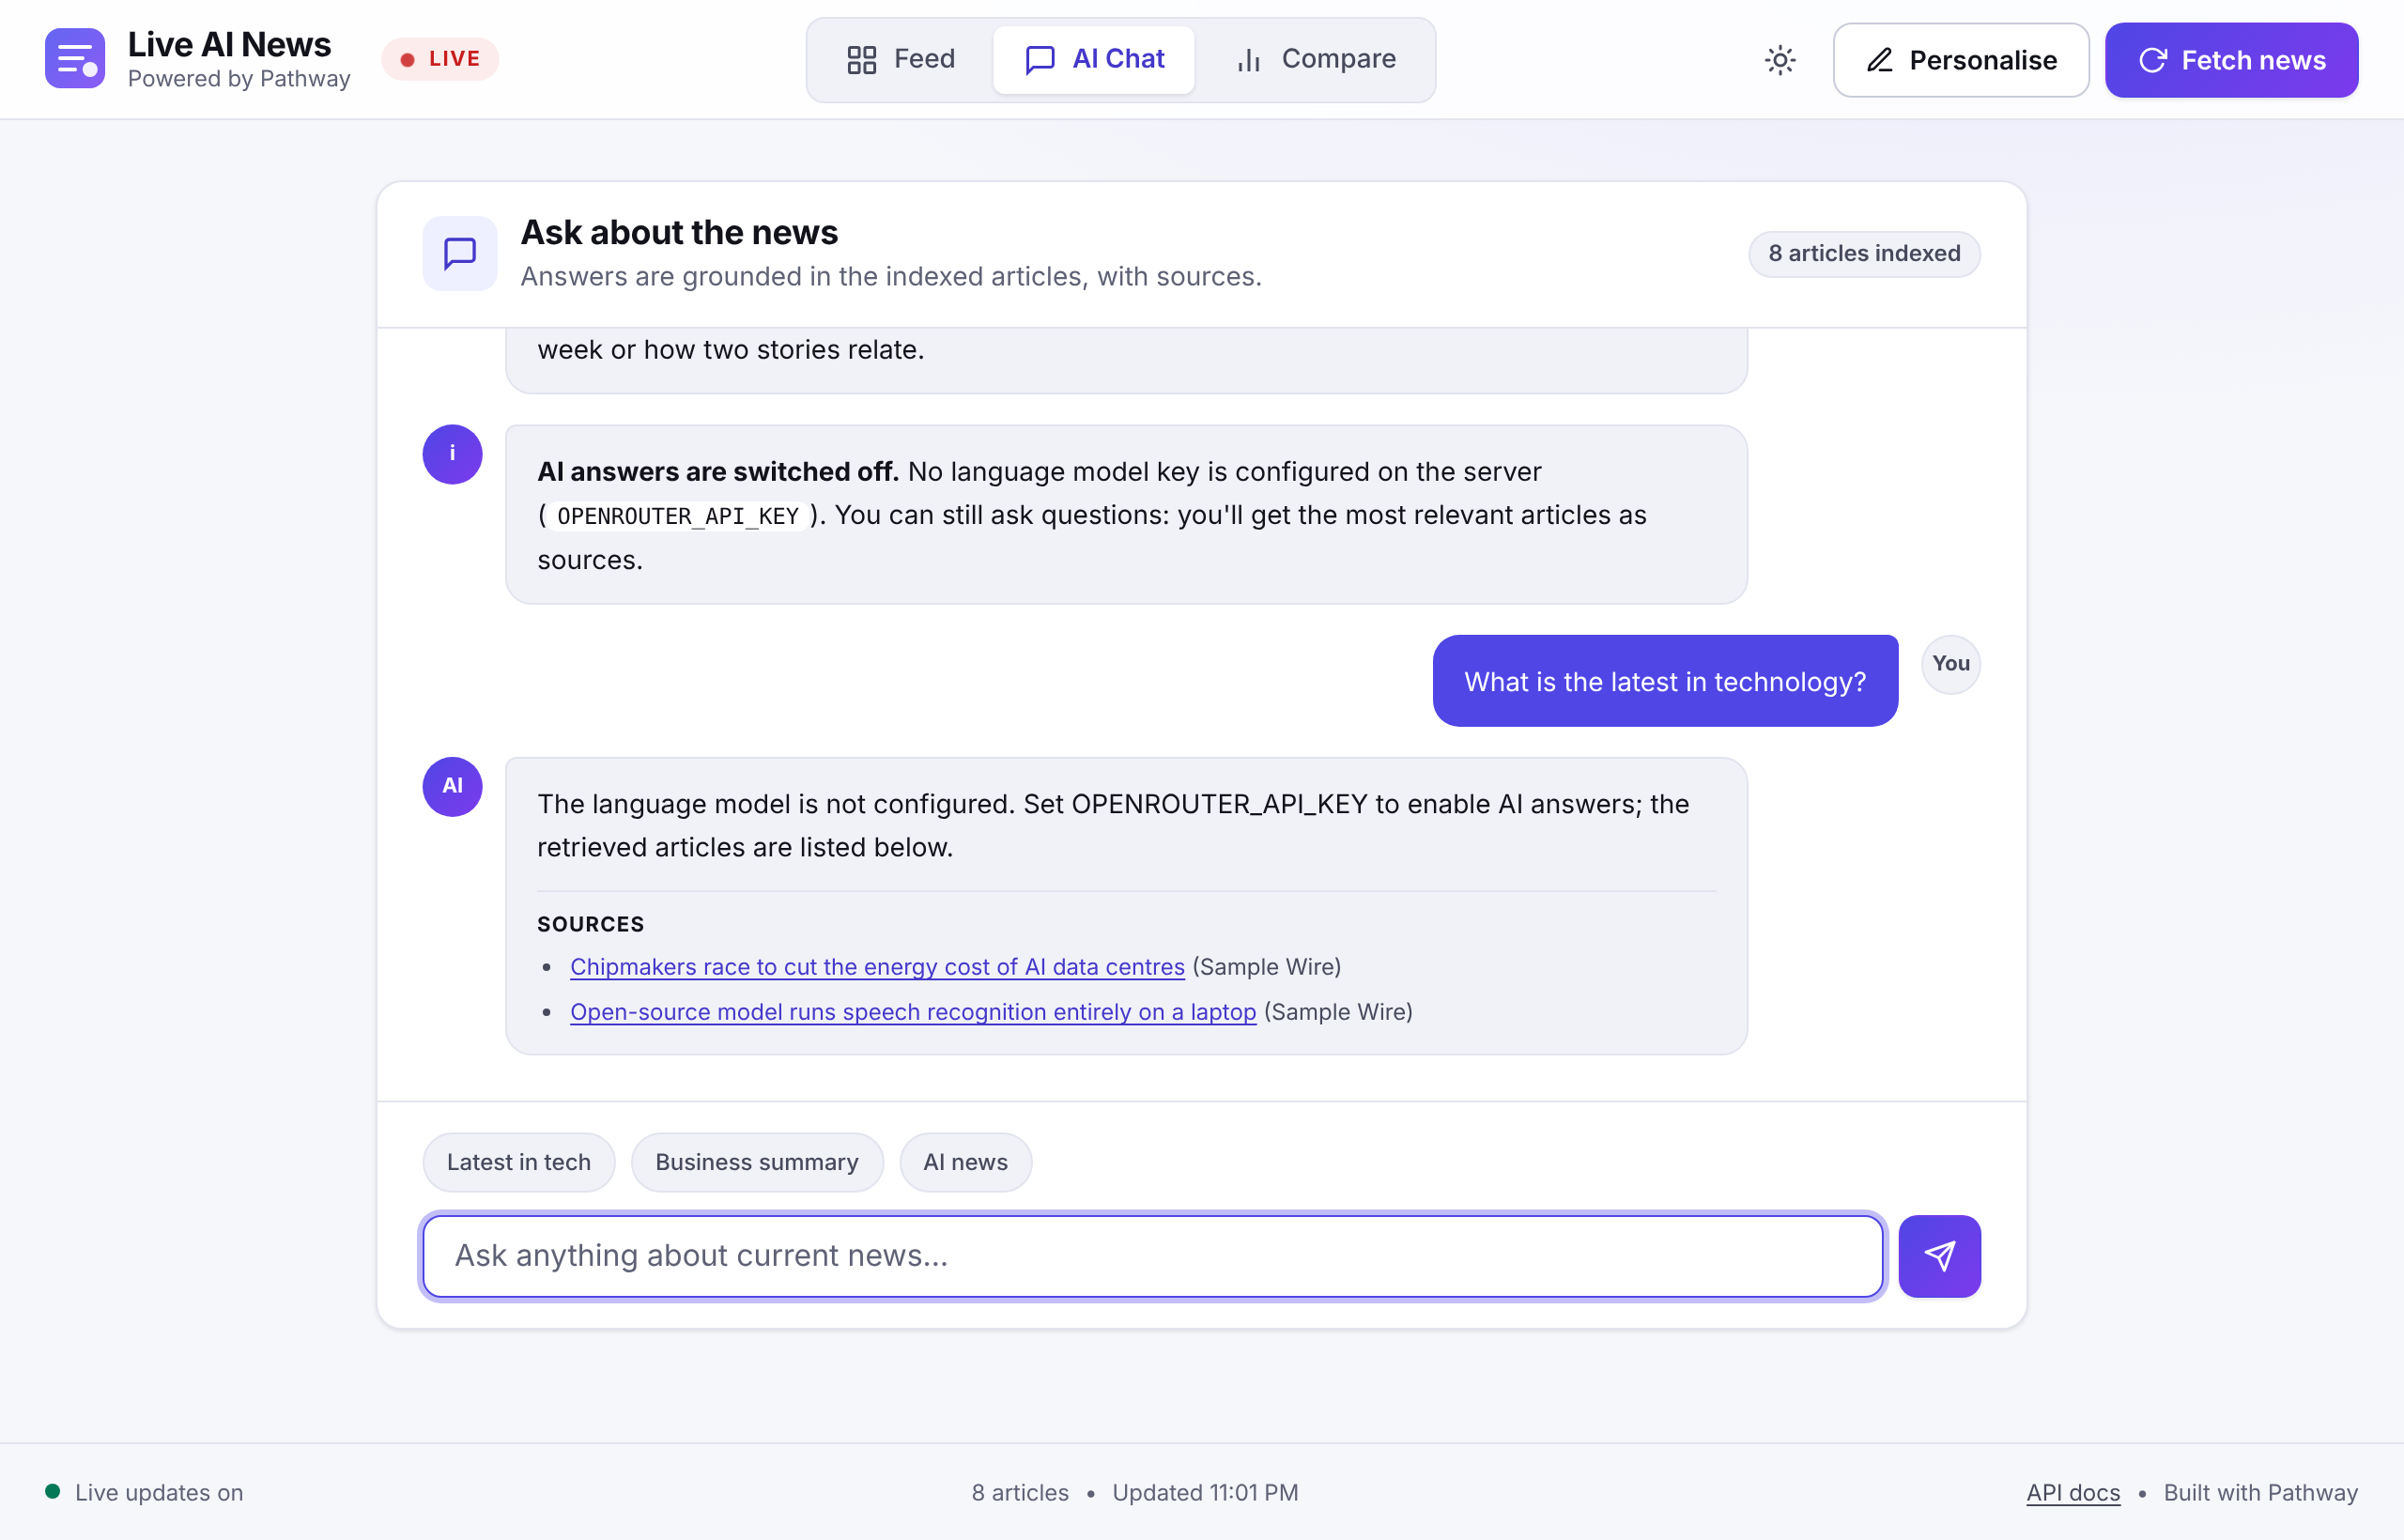 Live AI News
Powered by Pathway
LIVE
Feed
AI Chat
Compare
Personalise
Fetch news
Ask about the news
Answers are grounded in the indexed articles, with sources.
8 articles indexed
week or how two stories relate.
i
AI answers are switched off. No language model key is configured on the server
(OPENROUTER_API_KEY). You can still ask questions: you'll get the most relevant articles as
sources.
What is the latest in technology?
You
AI
The language model is not configured. Set OPENROUTER_API_KEY to enable AI answers; the
retrieved articles are listed below.
SOURCES
• Chipmakers race to cut the energy cost of AI data centres (Sample Wire)
• Open-source model runs speech recognition entirely on a laptop (Sample Wire)
Latest in tech
Business summary
AI news
Ask anything about current news...
Live updates on
8 articles • Updated 11:01 PM
API docs • Built with Pathway